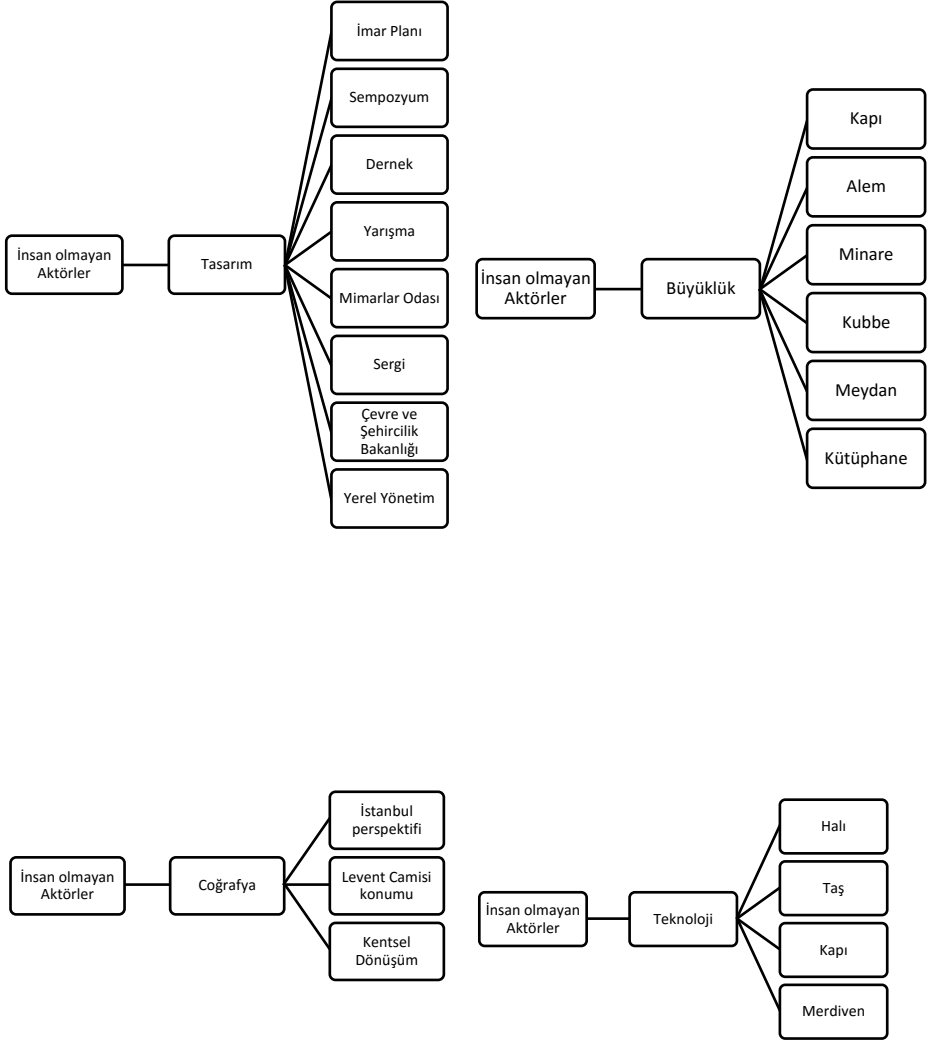 İnsan olmayan
Aktörler
Tasarım
İmar Planı
Sempozyum
Dernek
Yarışma
Mimarlar Odası
Sergi
Çevre ve
Şehircilik
Bakanlığı
Yerel Yönetim
İnsan olmayan
Aktörler
Büyüklük
Kapı
Alem
Minare
Kubbe
Meydan
Kütüphane
İnsan olmayan
Aktörler
Coğrafya
İstanbul
perspektifi
Levent Camisi
konumu
Kentsel
Dönüşüm
İnsan olmayan
Aktörler
Teknoloji
Halı
Taş
Kapı
Merdiven